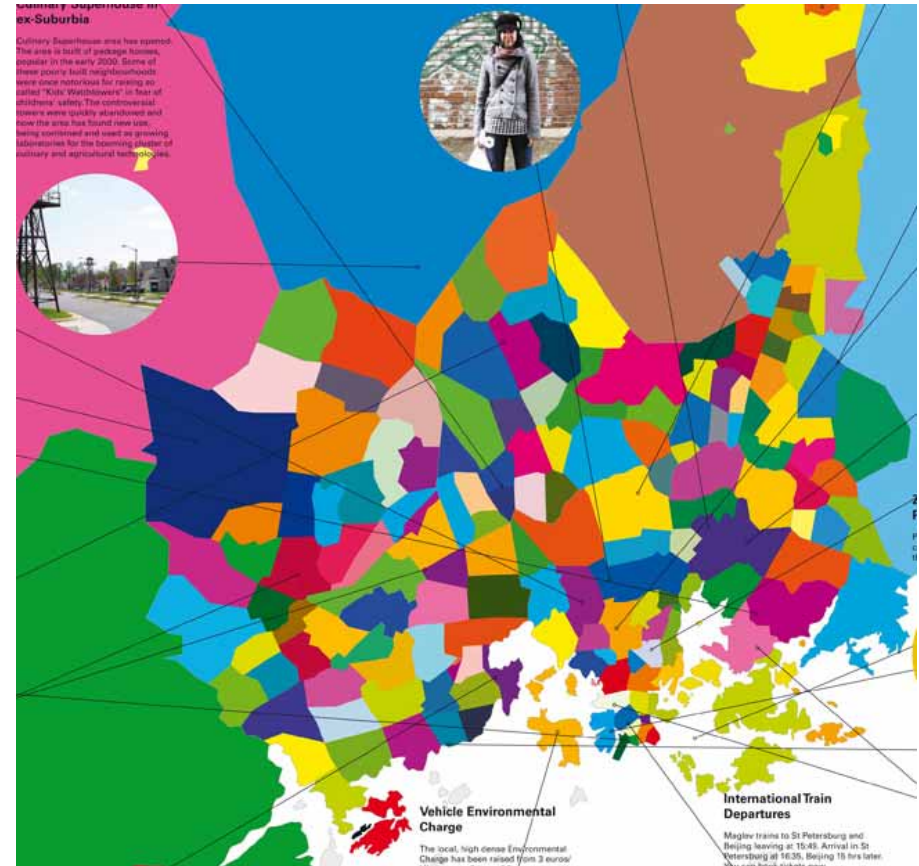 Culinary Superhouse in
ex-Suburbia
Culinary Superhouse area has opened.
The area is built of package houses,
popular in the early 2000. Some of
these poorly built neighbourhoods
were once notorious for raising so
called "Kids' Watchtowers" in fear of
childrens' safety. The controversial
towers were quickly abandoned and
now the area has found new use,
being combined and used as growing
laboratories for the booming cluster of
culinary and agricultural technologies.
Vehicle Environmental
Charge
The local, high dense Environmental
Charge has been raised from 3 euros/
International Train
Departures
Maglev trains to St Petersburg and
Beijing leaving at 15:49. Arrival in St
Petersburg at 16:35, Beijing 15 hrs later.